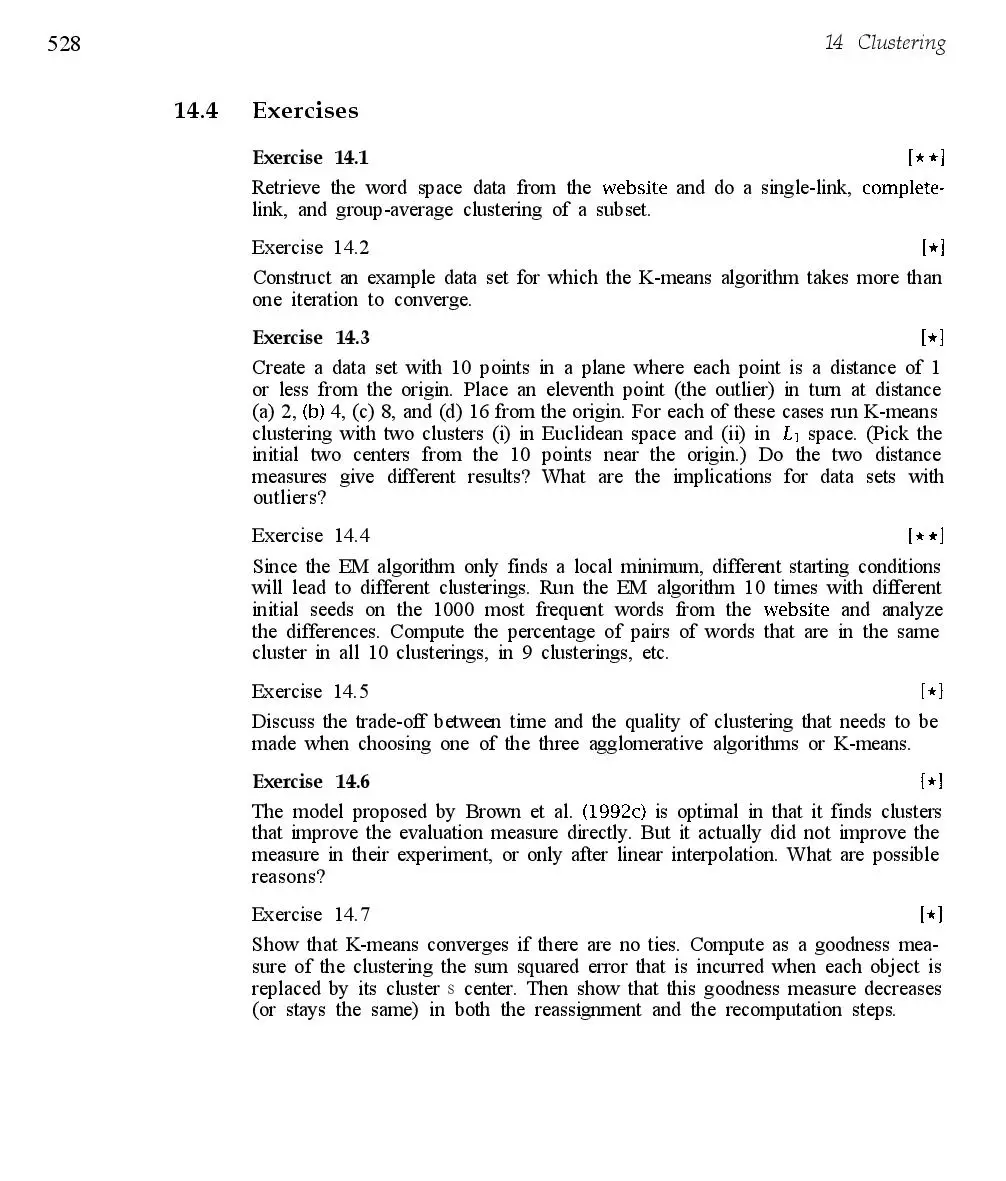 528
14 Clustering
14.4 Exercises
Exercise 14.1 [★★]
Retrieve the word space data from the website and do a single-link, complete-
link, and group-average clustering of a subset.
Exercise 14.2 [★]
Construct an example data set for which the K-means algorithm takes more than
one iteration to converge.
Exercise 14.3 [★]
Create a data set with 10 points in a plane where each point is a distance of 1
or less from the origin. Place an eleventh point (the outlier) in turn at distance
(a) 2, (b) 4, (c) 8, and (d) 16 from the origin. For each of these cases run K-means
clustering with two clusters (i) in Euclidean space and (ii) in L₁ space. (Pick the
initial two centers from the 10 points near the origin.) Do the two distance
measures give different results? What are the implications for data sets with
outliers?
Exercise 14.4 [★★]
Since the EM algorithm only finds a local minimum, different starting conditions
will lead to different clusterings. Run the EM algorithm 10 times with different
initial seeds on the 1000 most frequent words from the website and analyze
the differences. Compute the percentage of pairs of words that are in the same
cluster in all 10 clusterings, in 9 clusterings, etc.
Exercise 14.5 [★]
Discuss the trade-off between time and the quality of clustering that needs to be
made when choosing one of the three agglomerative algorithms or K-means.
Exercise 14.6 [★]
The model proposed by Brown et al. (1992c) is optimal in that it finds clusters
that improve the evaluation measure directly. But it actually did not improve the
measure in their experiment, or only after linear interpolation. What are possible
reasons?
Exercise 14.7 [★]
Show that K-means converges if there are no ties. Compute as a goodness mea-
sure of the clustering the sum squared error that is incurred when each object is
replaced by its cluster s center. Then show that this goodness measure decreases
(or stays the same) in both the reassignment and the recomputation steps.